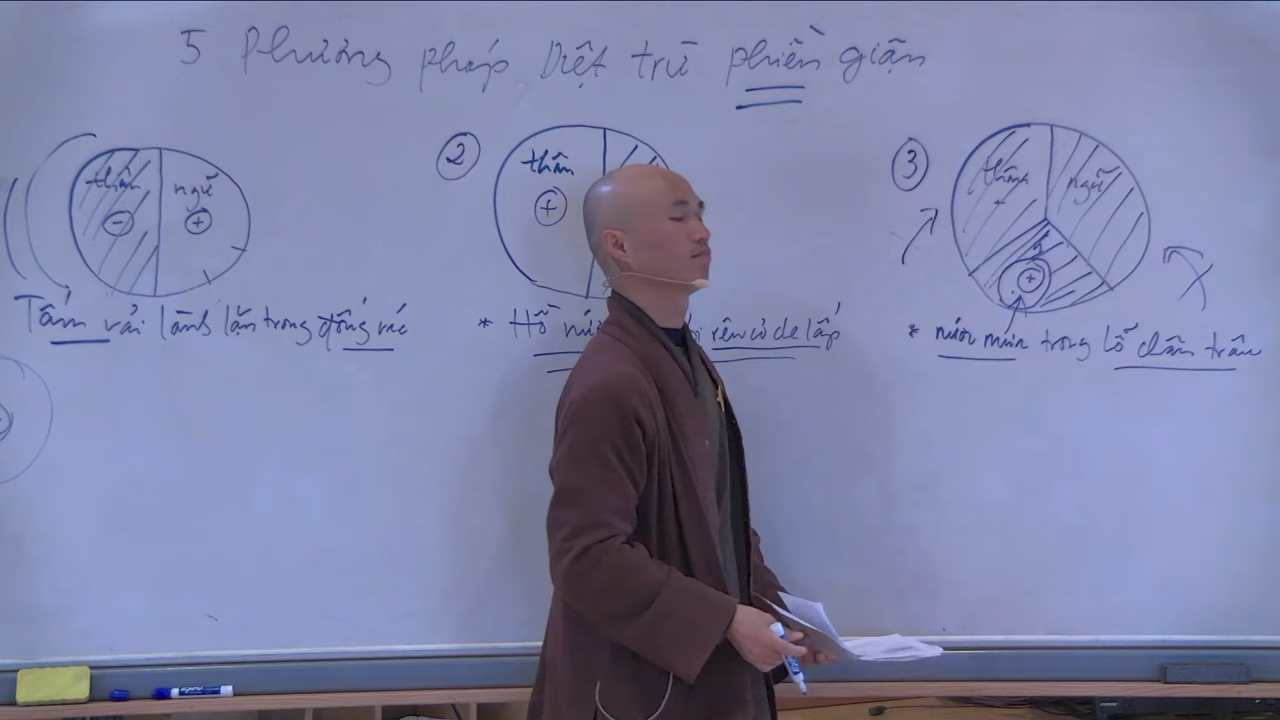 5 Phương pháp Diệt trừ phiền giận
thân ngữ
- +
Tấm vải lành lặn trong đống rác
2
thân
+
* Hồ nước rêu cỏ che lấp
3
thân ngữ
-
ý
+
* nước mưa trong lỗ chân trâu